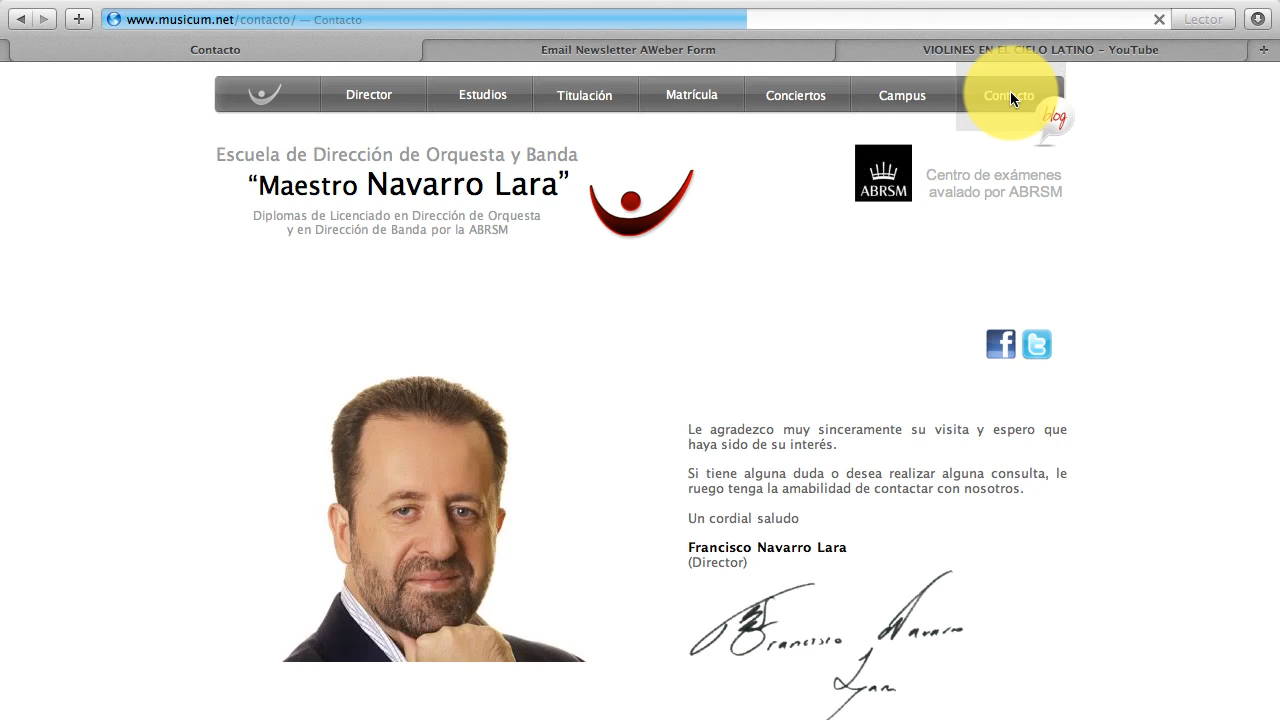 www.musicum.net/contacto/ — Contacto
Lector
Contacto
Email Newsletter AWeber Form
VIOLINES EN EL CIELO LATINO – YouTube
Director
Estudios
Titulación
Matrícula
Conciertos
Campus
Contacto
blog
Escuela de Dirección de Orquesta y Banda
“Maestro Navarro Lara”
Diplomas de Licenciado en Dirección de Orquesta
y en Dirección de Banda por la ABRSM
ABRSM
Centro de exámenes
avalado por ABRSM
Le agradezco muy sinceramente su visita y espero que
haya sido de su interés.
Si tiene alguna duda o desea realizar alguna consulta, le
ruego tenga la amabilidad de contactar con nosotros.
Un cordial saludo
Francisco Navarro Lara
(Director)
Francisco Navarro
Lara